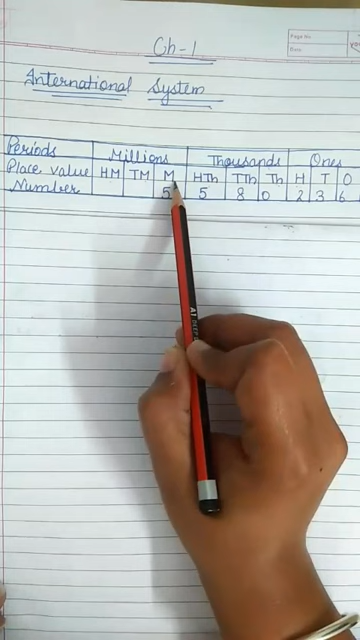 Page No.
Date
Ch-1
International System
Periods Millions Thousands Ones
Place value HM TM M HTh TTh Th H T O
Number 5 5 8 0 2 3 6
A1